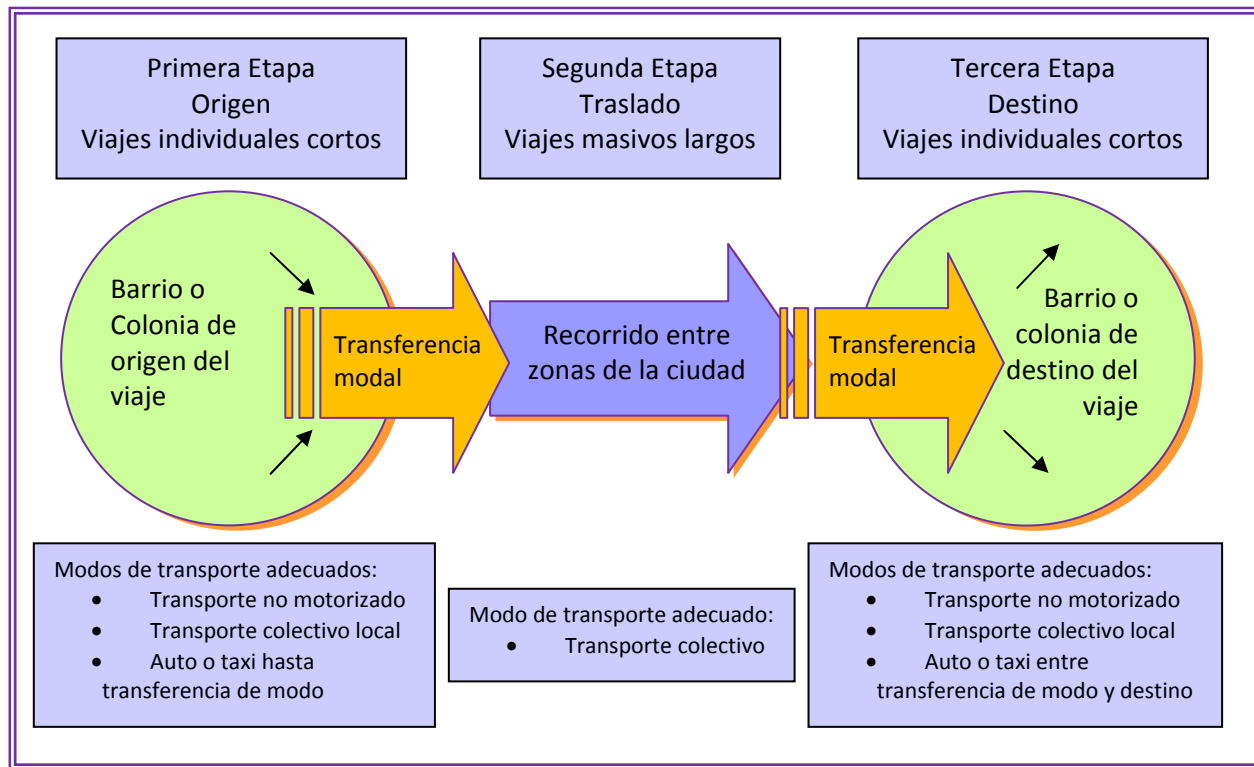 Primera Etapa
Origen
Viajes individuales cortos
Segunda Etapa
Traslado
Viajes masivos largos
Tercera Etapa
Destino
Viajes individuales cortos
Barrio o
Colonia de
origen del
viaje
Transferencia
modal
Recorrido entre
zonas de la ciudad
Transferencia
modal
Barrio o
colonia de
destino del
viaje
Modos de transporte adecuados:
• Transporte no motorizado
• Transporte colectivo local
• Auto o taxi hasta
transferencia de modo
Modo de transporte adecuado:
• Transporte colectivo
Modos de transporte adecuados:
• Transporte no motorizado
• Transporte colectivo local
• Auto o taxi entre
transferencia de modo y destino